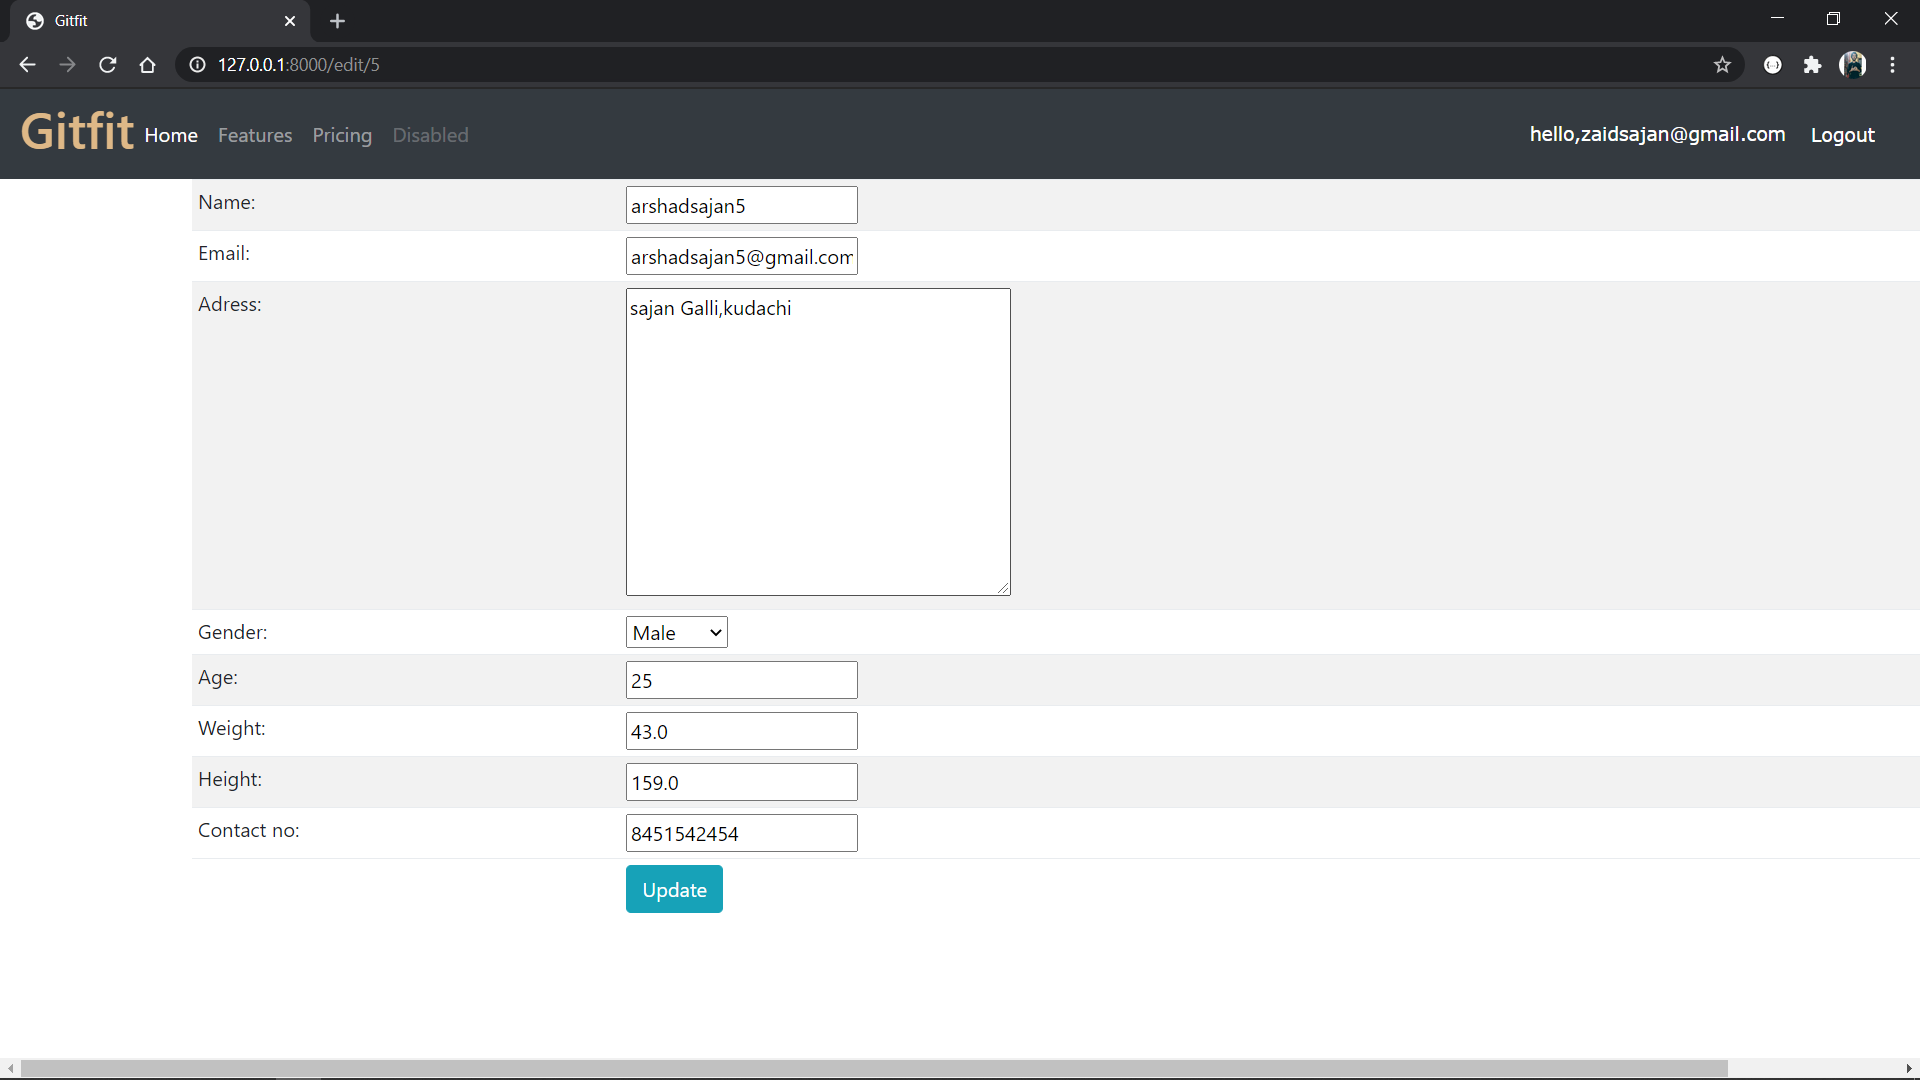 Gitfit
127.0.0.1:8000/edit/5
Gitfit Home Features Pricing Disabled hello,zaidsajan@gmail.com Logout
Name: arshadsajan5
Email: arshadsajan5@gmail.com
Adress: sajan Galli,kudachi
Gender: Male
Age: 25
Weight: 43.0
Height: 159.0
Contact no: 8451542454
Update